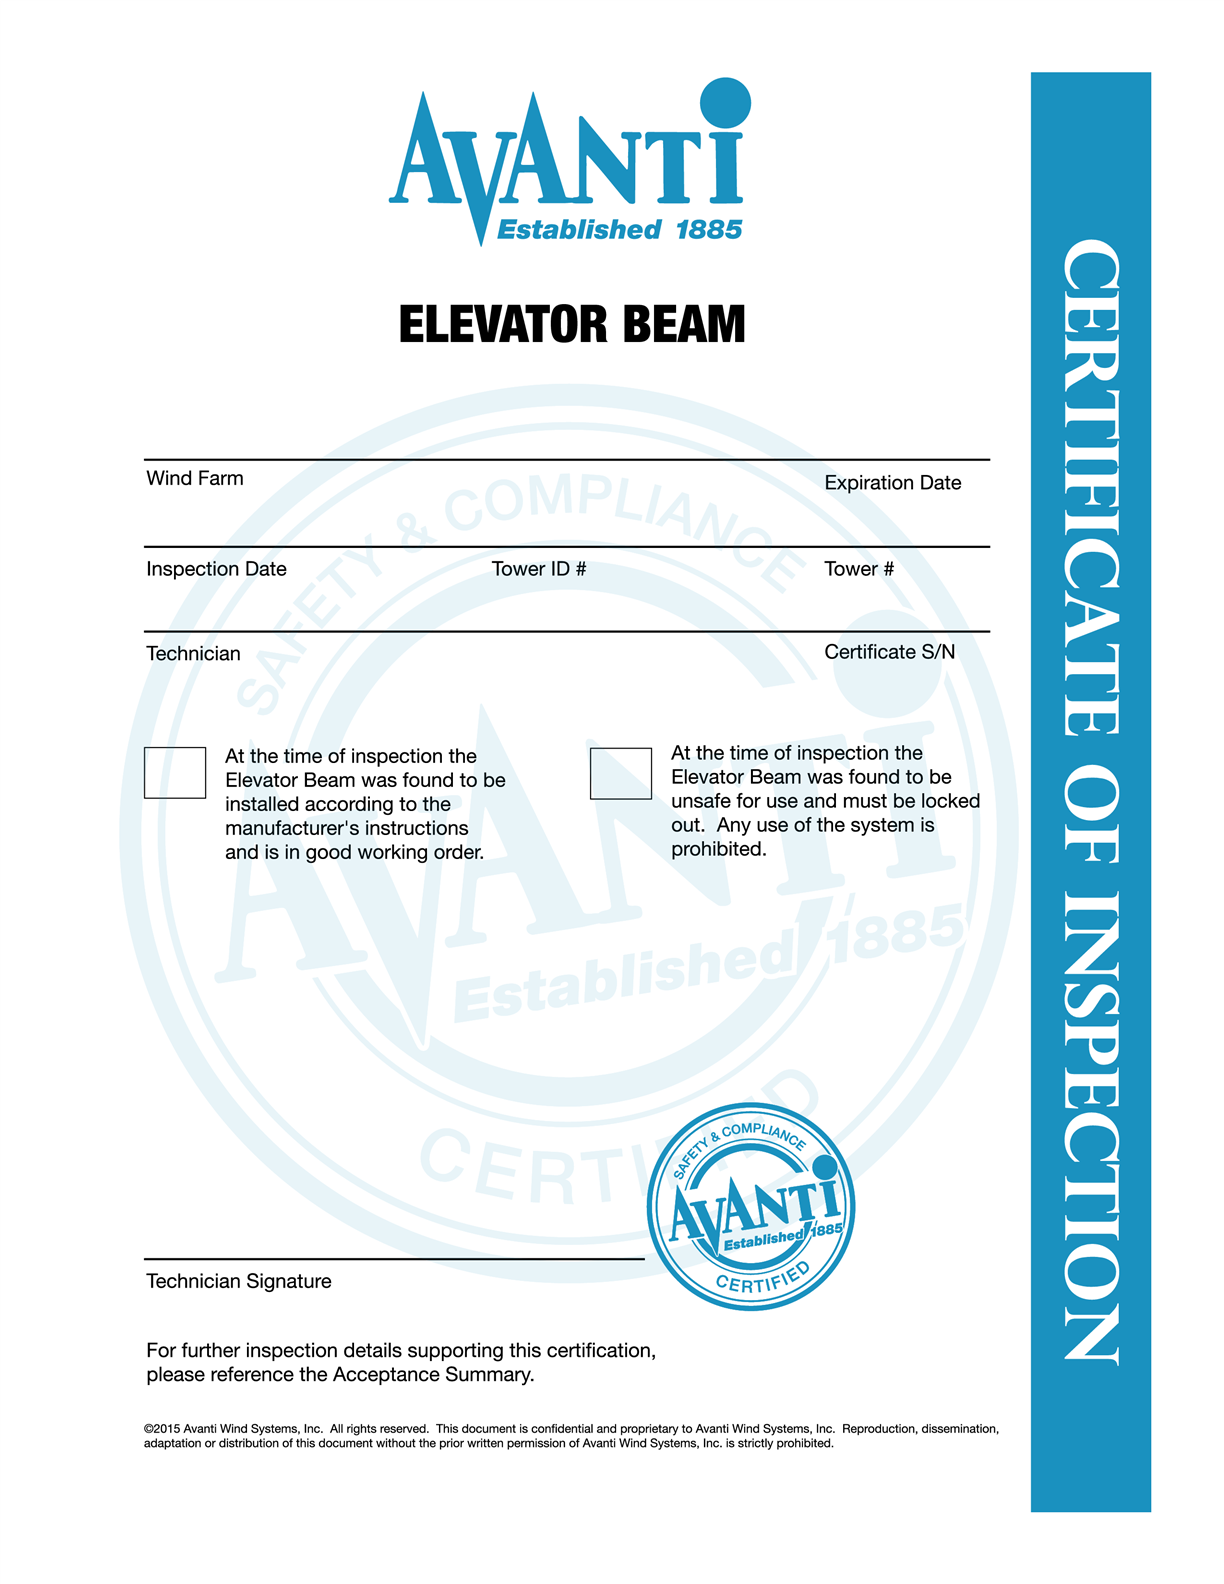 AVANTI
Established 1885
ELEVATOR BEAM
CERTIFICATE OF INSPECTION
Wind Farm
Expiration Date
Inspection Date
Tower ID #
Tower #
Technician
Certificate S/N
At the time of inspection the
Elevator Beam was found to be
installed according to the
manufacturer's instructions
and is in good working order.
At the time of inspection the
Elevator Beam was found to be
unsafe for use and must be locked
out.  Any use of the system is
prohibited.
SAFETY & COMPLIANCE
AVANTI
Established 1885
CERTIFIED
SAFETY & COMPLIANCE
AVANTI
Established 1885
CERTIFIED
Technician Signature
For further inspection details supporting this certification,
please reference the Acceptance Summary.
©2015 Avanti Wind Systems, Inc.  All rights reserved.  This document is confidential and proprietary to Avanti Wind Systems, Inc.  Reproduction, dissemination,
adaptation or distribution of this document without the prior written permission of Avanti Wind Systems, Inc. is strictly prohibited.